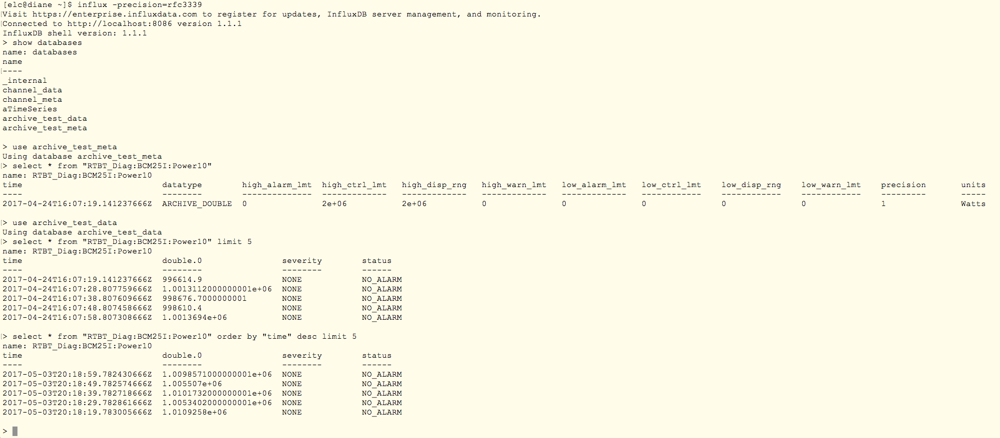 [elc@diane ~]$ influx -precision=rfc3339
Visit https://enterprise.influxdata.com to register for updates, InfluxDB server management, and monitoring.
Connected to http://localhost:8086 version 1.1.1
InfluxDB shell version: 1.1.1
> show databases
name: databases
name
----
_internal
channel_data
channel_meta
aTimeSeries
archive_test_data
archive_test_meta
> use archive_test_meta
Using database archive_test_meta
> select * from "RTBT_Diag:BCM25I:Power10"
name: RTBT_Diag:BCM25I:Power10
time datatype high_alarm_lmt high_ctrl_lmt high_disp_rng high_warn_lmt low_alarm_lmt low_ctrl_lmt low_disp_rng low_warn_lmt precision units
---- -------- -------------- ------------- ------------- ------------- ------------- ------------ ------------ ------------ --------- -----
2017-04-24T16:07:19.141237666Z ARCHIVE_DOUBLE 0 2e+06 2e+06 0 0 0 0 0 1 Watts
> use archive_test_data
Using database archive_test_data
> select * from "RTBT_Diag:BCM25I:Power10" limit 5
name: RTBT_Diag:BCM25I:Power10
time double.0 severity status
---- -------- -------- ------
2017-04-24T16:07:19.141237666Z 996614.9 NONE NO_ALARM
2017-04-24T16:07:28.807759666Z 1.0013112000000001e+06 NONE NO_ALARM
2017-04-24T16:07:38.807609666Z 998676.7000000001 NONE NO_ALARM
2017-04-24T16:07:48.807458666Z 998610.4 NONE NO_ALARM
2017-04-24T16:07:58.807308666Z 1.0013694e+06 NONE NO_ALARM
> select * from "RTBT_Diag:BCM25I:Power10" order by "time" desc limit 5
name: RTBT_Diag:BCM25I:Power10
time double.0 severity status
---- -------- -------- ------
2017-05-03T20:18:59.782430666Z 1.0098571000000001e+06 NONE NO_ALARM
2017-05-03T20:18:49.782574666Z 1.005507e+06 NONE NO_ALARM
2017-05-03T20:18:39.782718666Z 1.0101732000000001e+06 NONE NO_ALARM
2017-05-03T20:18:29.782861666Z 1.0053402000000001e+06 NONE NO_ALARM
2017-05-03T20:18:19.783005666Z 1.0109258e+06 NONE NO_ALARM
>